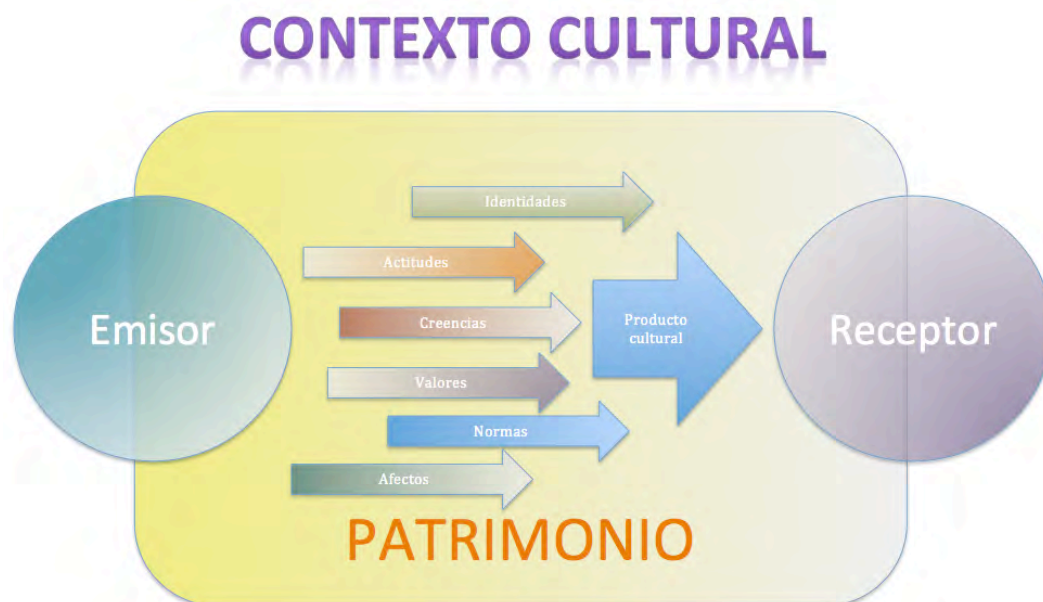 CONTEXTO CULTURAL
Identidades
Actitudes
Creencias
Valores
Normas
Afectos
Producto
cultural
Emisor
Receptor
PATRIMONIO